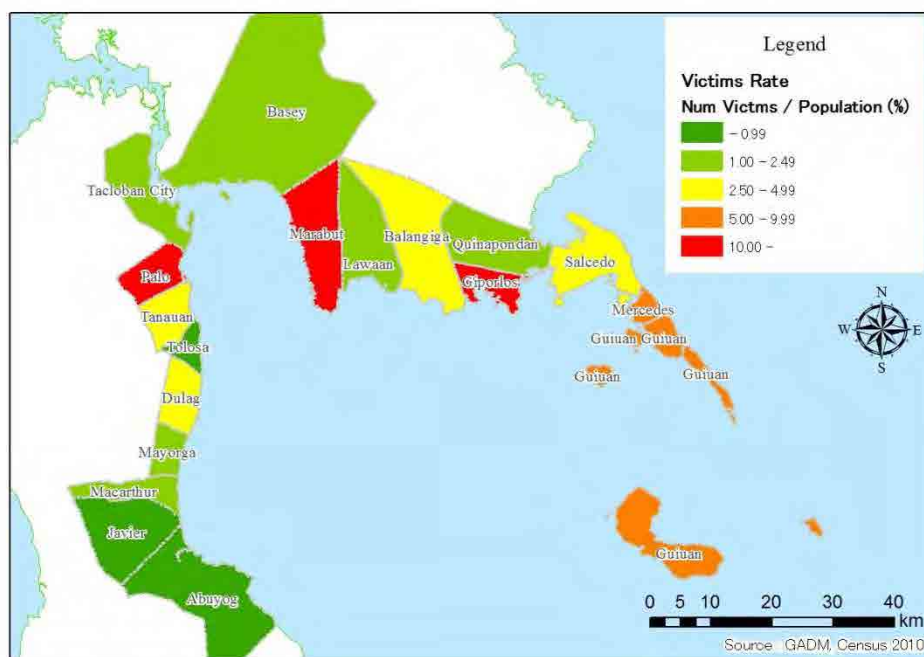 Legend
Victims Rate
Num Victms / Population (%)
- 0.99
1.00 - 2.49
2.50 - 4.99
5.00 - 9.99
10.00 -
Basey
Tacloban City
Marabut
Lawaan
Balangiga
Quinapondan
Giporlos
Salcedo
Palo
Tanauan
Tolosa
Mercedes
Guiuan Guiuan
Guiuan
Guiuan
Dulag
Mayorga
Macarthur
Javier
Abuyog
Guiuan
N
W E
S
0 5 10 20 30 40
km
Source : GADM, Census 2010